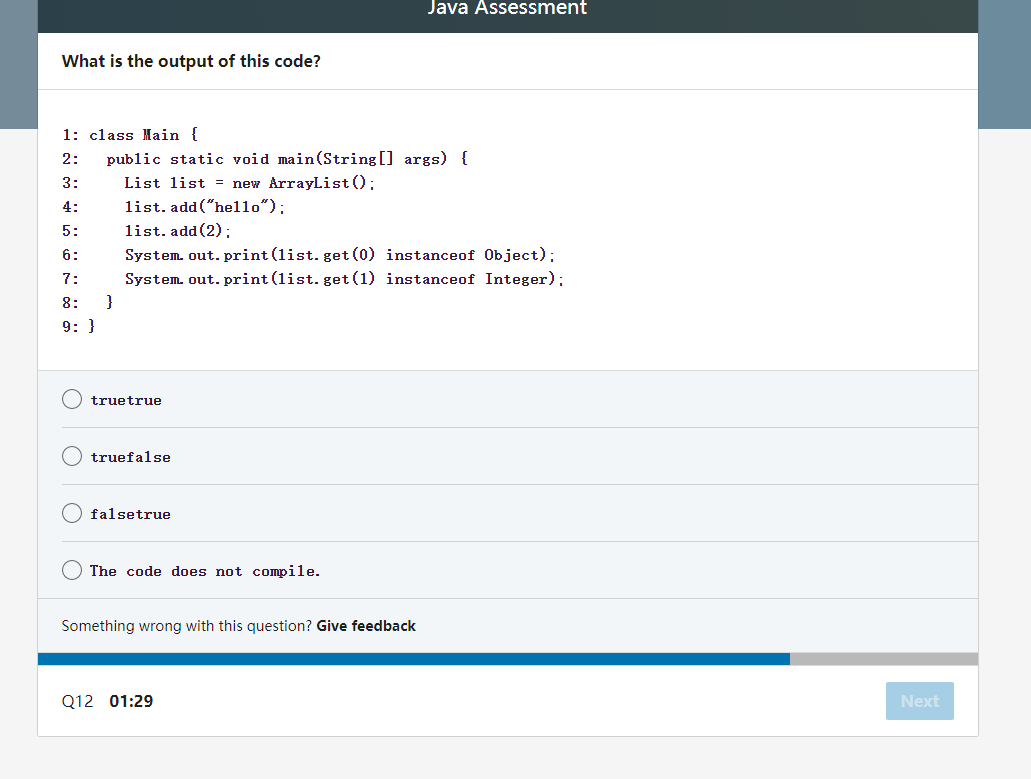 Java Assessment
What is the output of this code?
1: class Main {
2:   public static void main(String[] args) {
3:     List list = new ArrayList();
4:     list.add("hello");
5:     list.add(2);
6:     System.out.print(list.get(0) instanceof Object);
7:     System.out.print(list.get(1) instanceof Integer);
8:   }
9: }
truetrue
truefalse
falsetrue
The code does not compile.
Something wrong with this question? Give feedback
Q12 01:29 Next